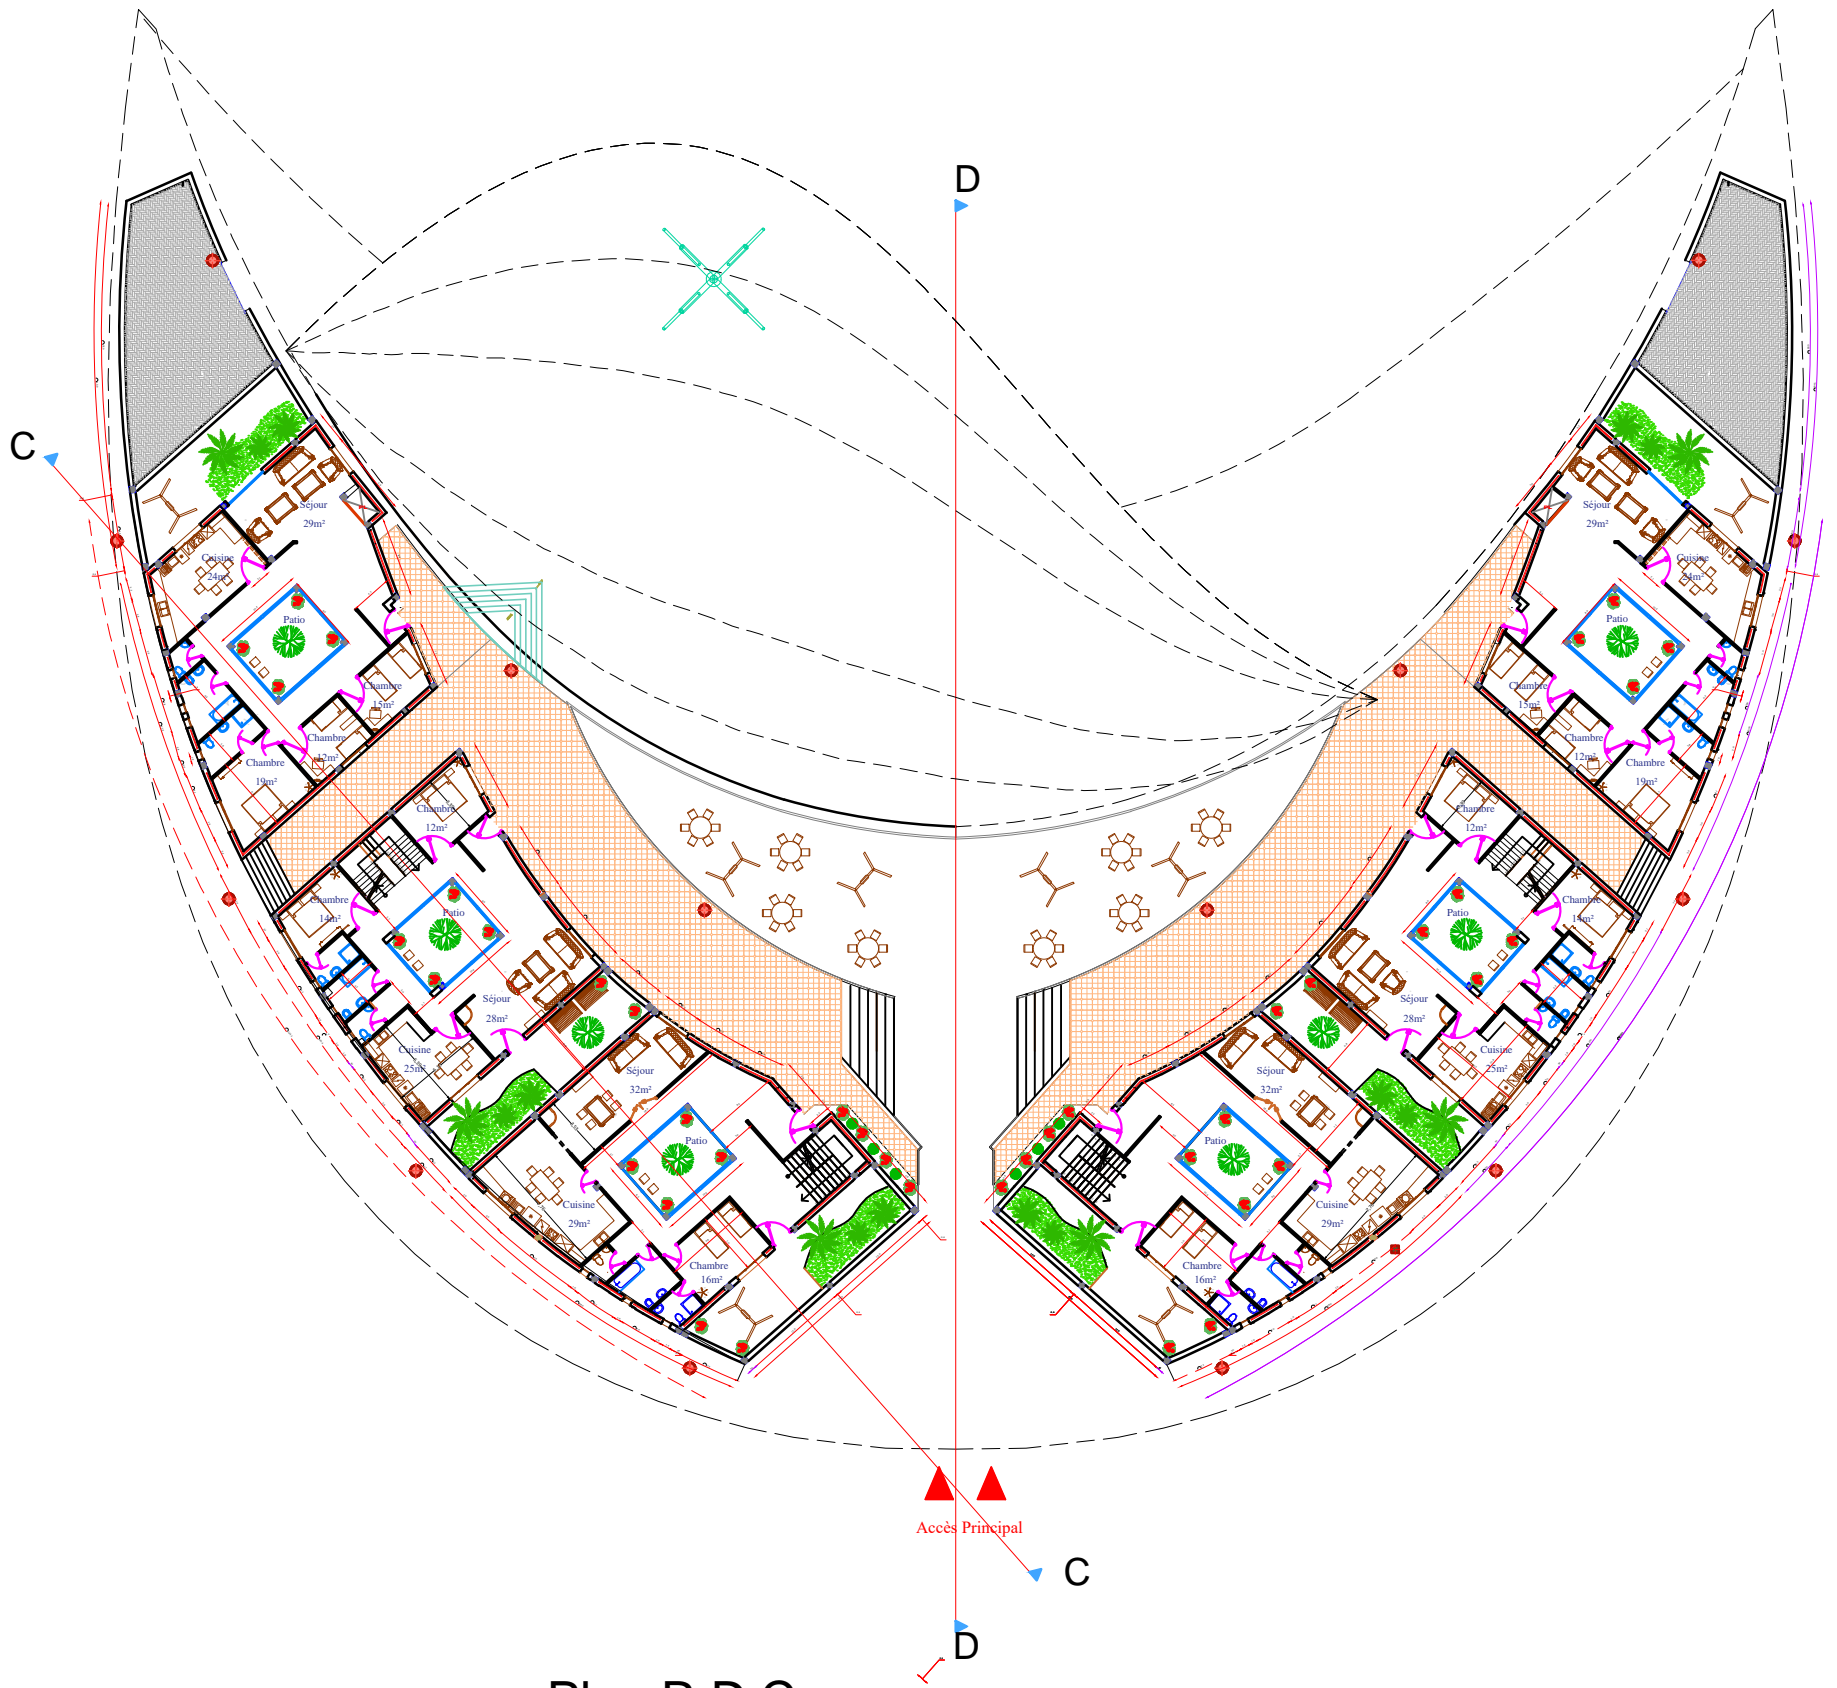 D
C
Séjour
29m²
Cuisine
24m²
Patio
Chambre
15m²
Chambre
12m²
Chambre
19m²
Chambre
12m²
Chambre
14m²
Patio
Séjour
28m²
Cuisine
25m²
Séjour
32m²
Patio
Cuisine
29m²
Chambre
16m²
Séjour
29m²
Cuisine
24m²
Patio
Chambre
15m²
Chambre
12m²
Chambre
19m²
Chambre
12m²
Chambre
14m²
Patio
Séjour
28m²
Cuisine
25m²
Séjour
32m²
Patio
Cuisine
29m²
Chambre
16m²
Accès Principal
C
D